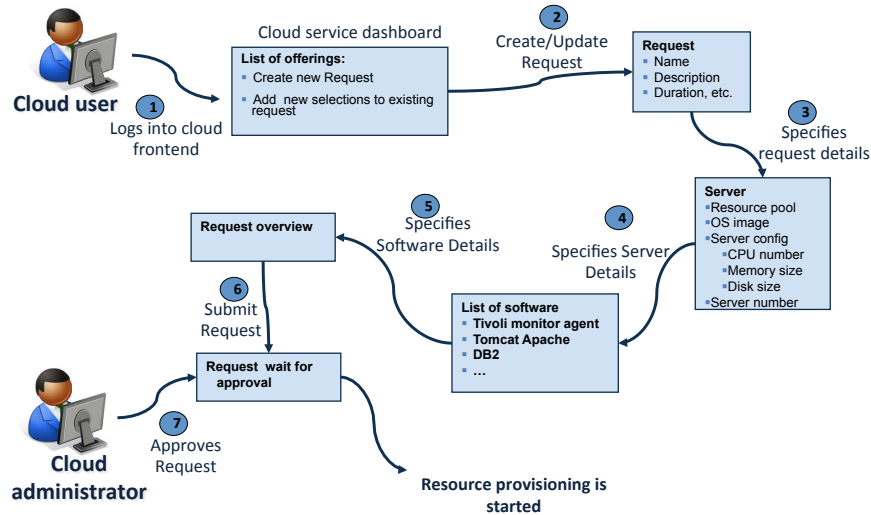 Cloud service dashboard
List of offerings:
Create new Request
Add new selections to existing
request
Cloud user
1
Logs into cloud
frontend
2
Create/Update
Request
Request
Name
Description
Duration, etc.
3
Specifies
request details
Server
Resource pool
OS image
Server config
CPU number
Memory size
Disk size
Server number
4
Specifies Server
Details
List of software
Tivoli monitor agent
Tomcat Apache
DB2
...
5
Specifies
Software Details
Request overview
6
Submit
Request
Request wait for
approval
7
Approves
Request
Cloud
administrator
Resource provisioning is
started